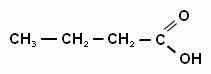 O
CH₃ — CH₂ — CH₂ — C
OH